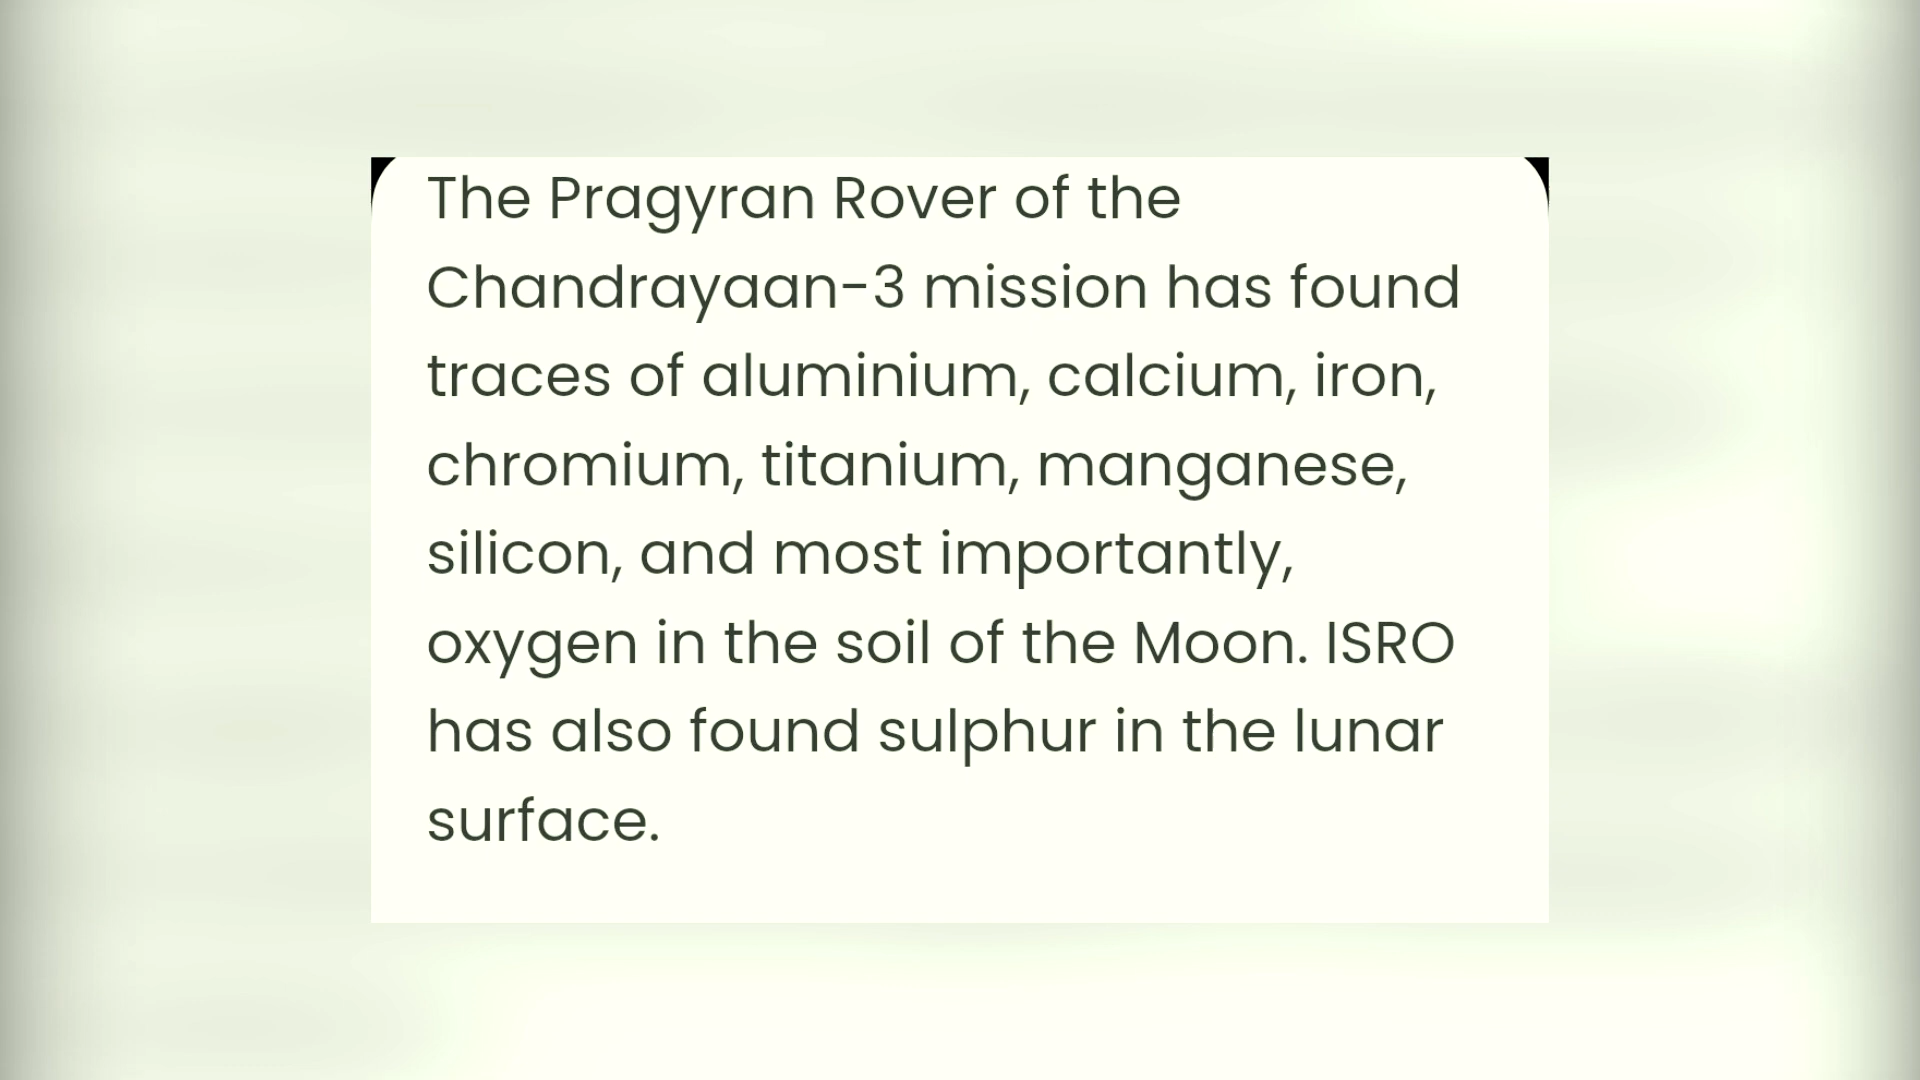 The Pragyran Rover of the
Chandrayaan-3 mission has found
traces of aluminium, calcium, iron,
chromium, titanium, manganese,
silicon, and most importantly,
oxygen in the soil of the Moon. ISRO
has also found sulphur in the lunar
surface.